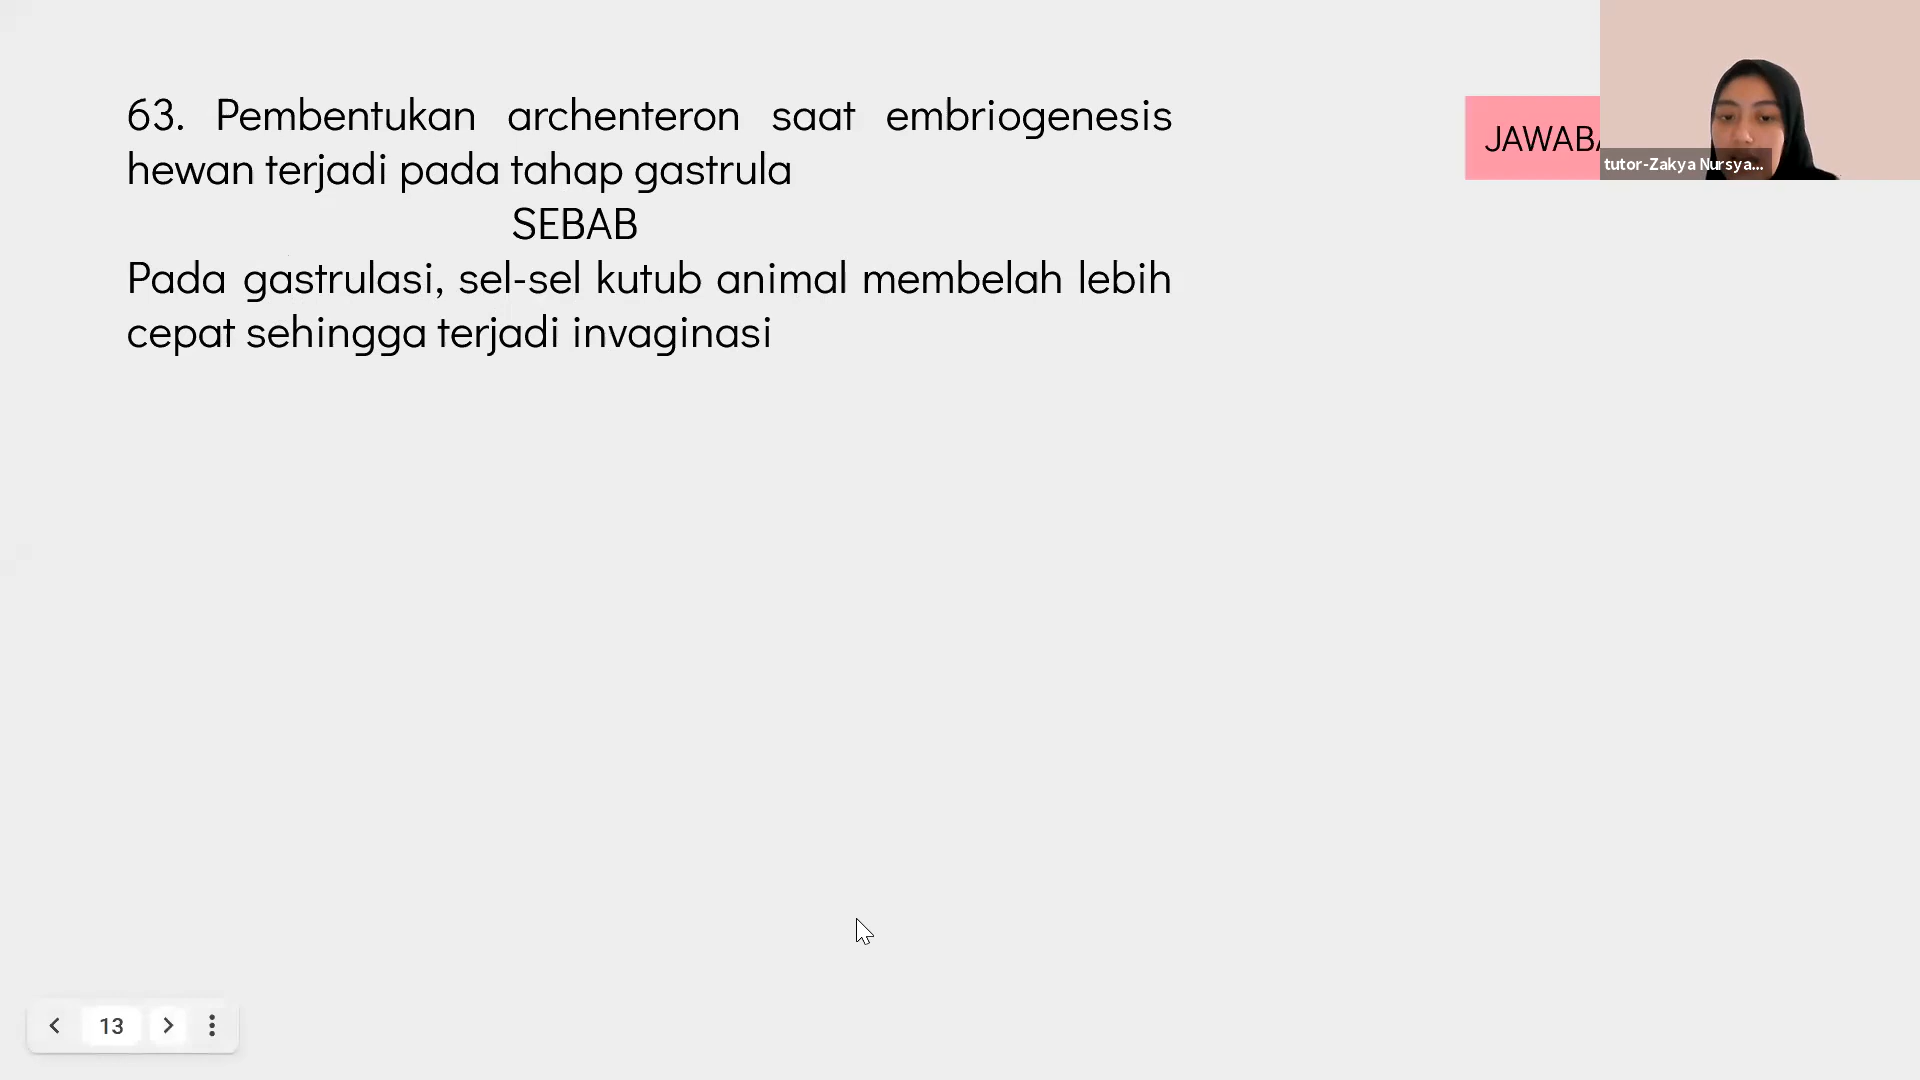 63. Pembentukan archenteron saat embriogenesis
hewan terjadi pada tahap gastrula
SEBAB
Pada gastrulasi, sel-sel kutub animal membelah lebih
cepat sehingga terjadi invaginasi
JAWABA
tutor-Zakya Nursya...
13